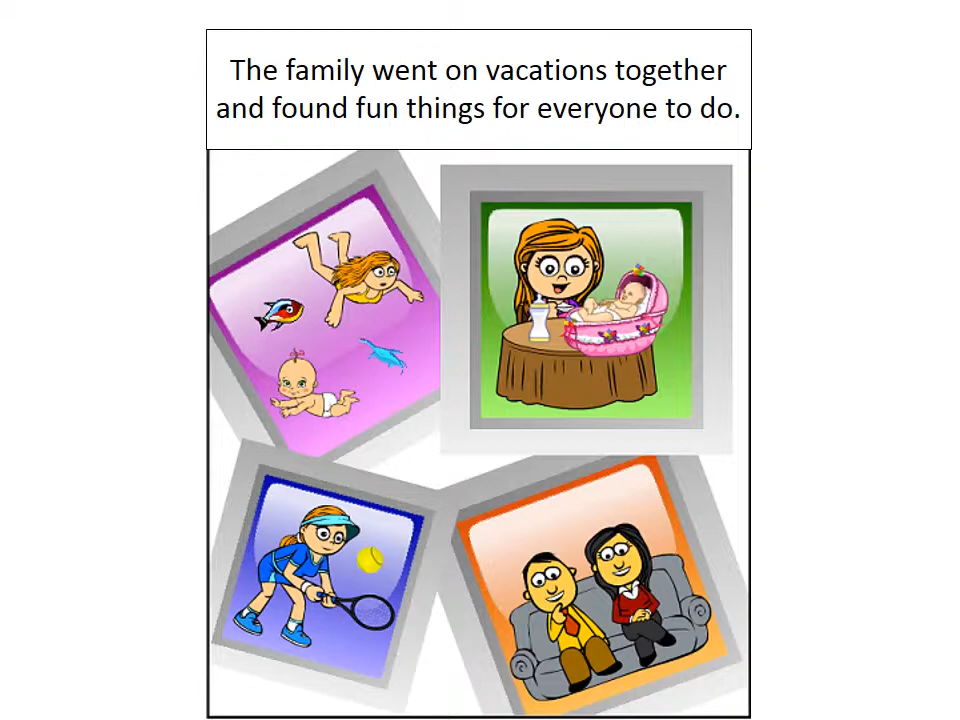 The family went on vacations together
and found fun things for everyone to do.